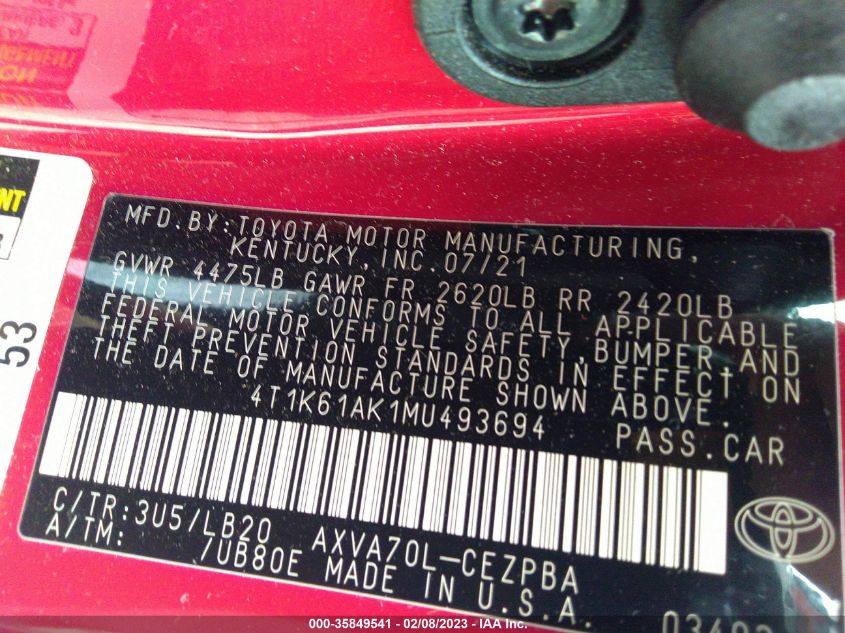 NT
R
53
MFD. BY: TOYOTA MOTOR MANUFACTURING,
KENTUCKY, INC. 07/21
GVWR 4475LB GAWR FR 2620LB RR 2420LB
THIS VEHICLE CONFORMS TO ALL APPLICABLE
FEDERAL MOTOR VEHICLE SAFETY, BUMPER, AND
THEFT PREVENTION STANDARDS IN EFFECT ON
THE DATE OF MANUFACTURE SHOWN ABOVE.
4T1K61AK1MU493694 PASS. CAR
C/TR: 3U5/LB20 AXVA70L-CEZPBA
A/TM: /UB80E MADE IN U.S.A.
000-35849541 - 02/08/2023 - IAA Inc.